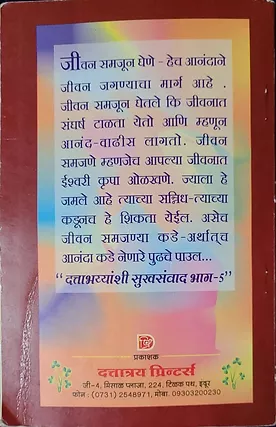 जीवन समजून घेणे - हेच आनंदाने
जीवन जगण्याचा मार्ग आहे .
जीवन समजून घेतले कि जीवनात
संघर्ष टाळता येतो आणि म्हणून
आनंद-वाढीस लागतो. जीवन
समजणे म्हणजेच आपल्या जीवनात
ईश्वरी कृपा ओळखणे. ज्याला हे
जमले आहे त्याच्या सन्निध-त्याच्या
कडूनच हे शिकता येईल. असेच
जीवन समजण्या कडे-अर्थातच
आनंदा कडे नेणारे पुढचे पाऊल...
“ दत्ताभय्यांशी सुखसंवाद भाग-5”
प्रकाशक
दत्तात्रय प्रिन्टर्स
जी-4, मिसाळ प्लाजा, 224, टिळक पथ, इंदूर
फोन : (0731) 2548971, मोबा. 09303200230